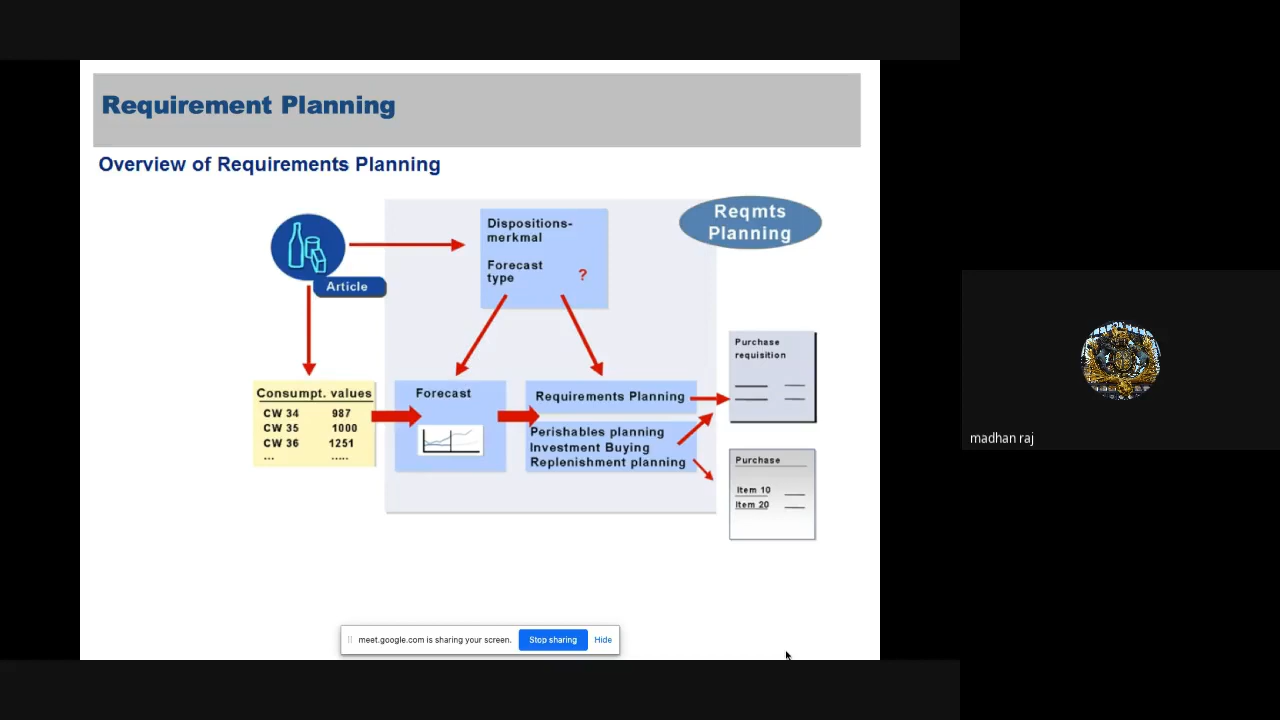 Requirement Planning
Overview of Requirements Planning
Reqmts
Planning
Dispositions-
merkmal
Forecast
type
?
Article
Purchase
requisition
Consumpt. values
CW 34 987
CW 35 1000
CW 36 1251
... .....
Forecast
Requirements Planning
Perishables planning
Investment Buying
Replenishment planning
Purchase
Item 10
Item 20
meet.google.com is sharing your screen.
Stop sharing
Hide
madhan raj